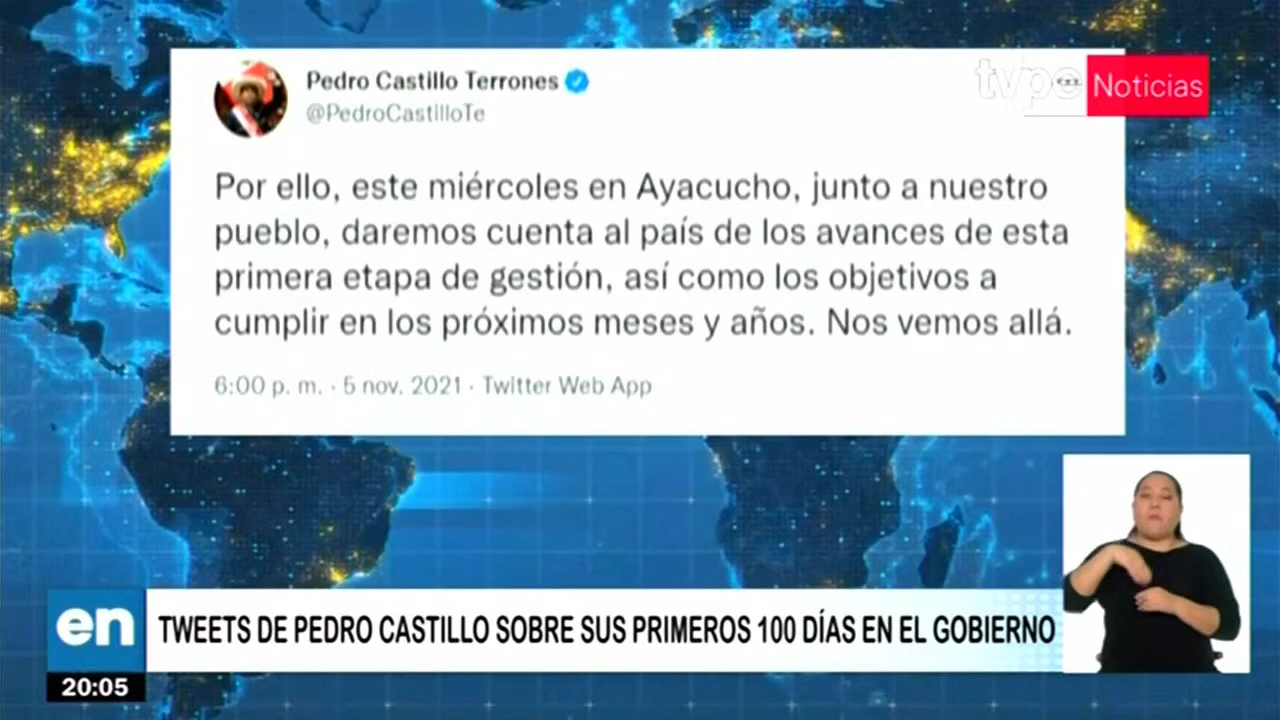 Pedro Castillo Terrones
@PedroCastilloTe
tvpe Noticias
Por ello, este miércoles en Ayacucho, junto a nuestro
pueblo, daremos cuenta al país de los avances de esta
primera etapa de gestión, así como los objetivos a
cumplir en los próximos meses y años. Nos vemos allá.
6:00 p. m. · 5 nov. 2021 · Twitter Web App
en
TWEETS DE PEDRO CASTILLO SOBRE SUS PRIMEROS 100 DÍAS EN EL GOBIERNO
20:05